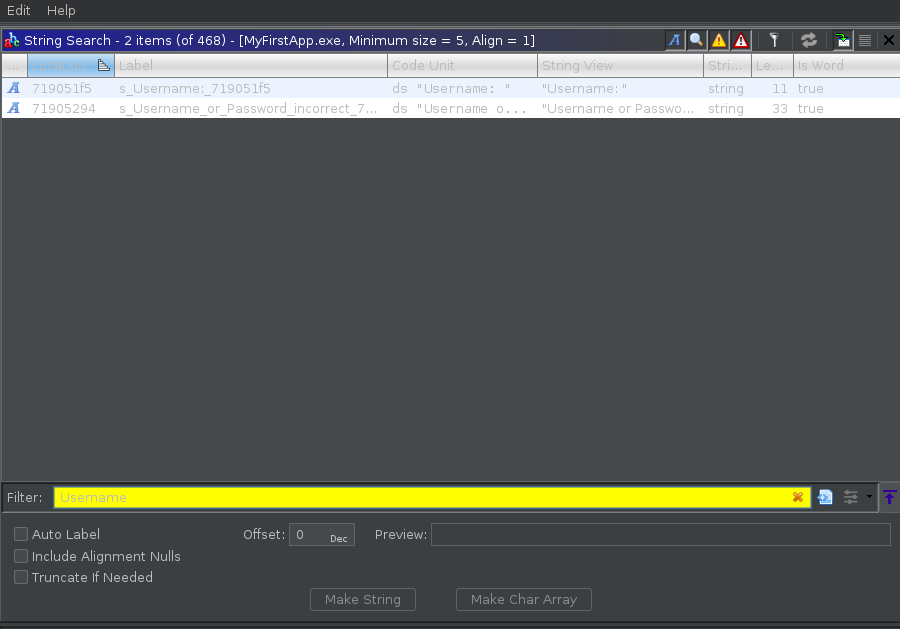 Edit Help
String Search - 2 items (of 468) - [MyFirstApp.exe, Minimum size = 5, Align = 1]
... Location Label Code Unit String View Stri... Le... Is Word
A 719051f5 s_Username:_719051f5 ds "Username: " "Username: " string 11 true
A 71905294 s_Username_or_Password_incorrect_7... ds "Username o... "Username or Passwo... string 33 true
Filter: Username
Auto Label Offset: 0 Dec Preview:
Include Alignment Nulls
Truncate If Needed
Make String Make Char Array